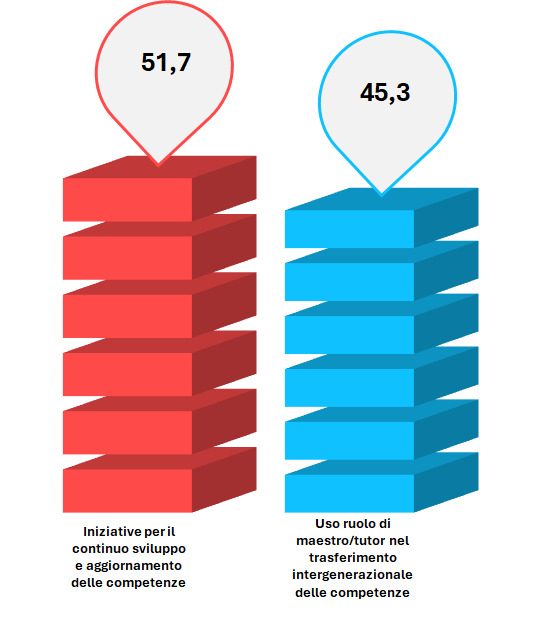 51,7
45,3
Iniziative per il
continuo sviluppo
e aggiornamento
delle competenze
Uso ruolo di
maestro/tutor nel
trasferimento
intergenerazionale
delle competenze